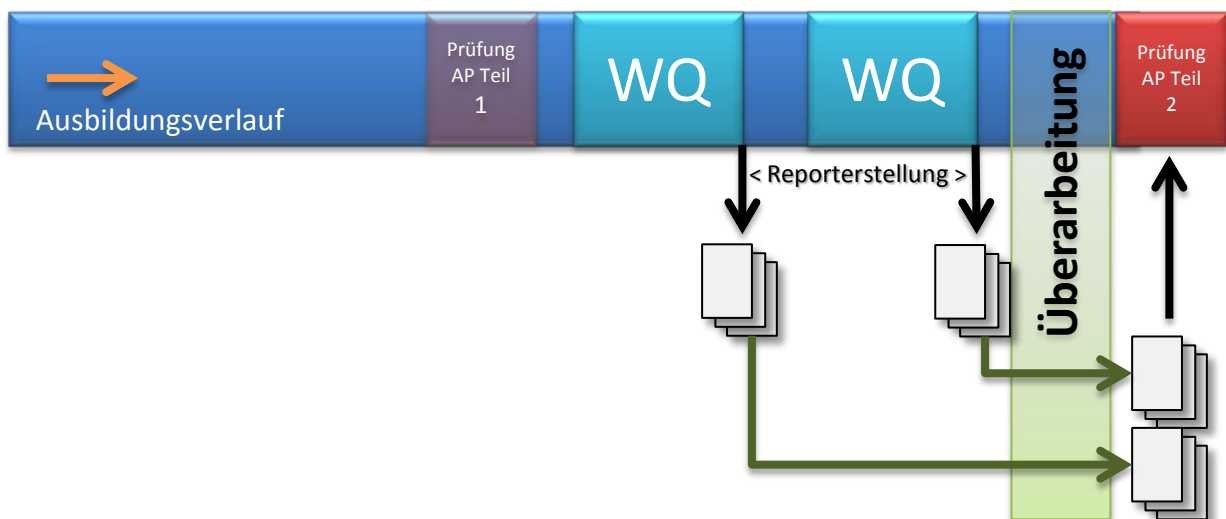 Ausbildungsverlauf
Prüfung
AP Teil
1
WQ
WQ
Überarbeitung
Prüfung
AP Teil
2
< Reporterstellung >